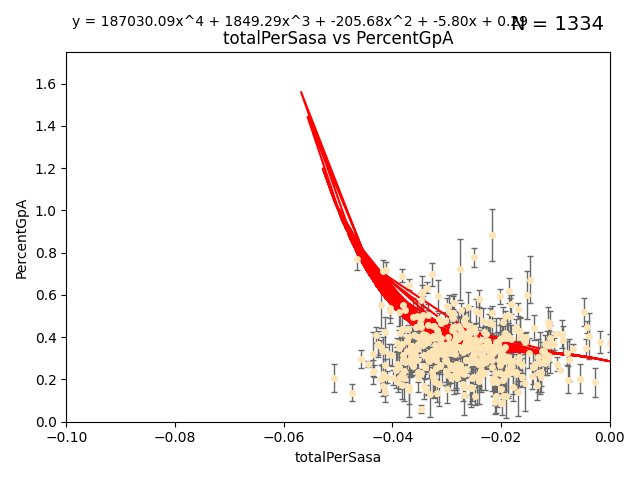 y = 187030.09x^4 + 1849.29x^3 + -205.68x^2 + -5.80x + 0.29
N = 1334
totalPerSasa vs PercentGpA
PercentGpA
1.6
1.4
1.2
1.0
0.8
0.6
0.4
0.2
0.0
−0.10 −0.08 −0.06 −0.04 −0.02 0.00
totalPerSasa